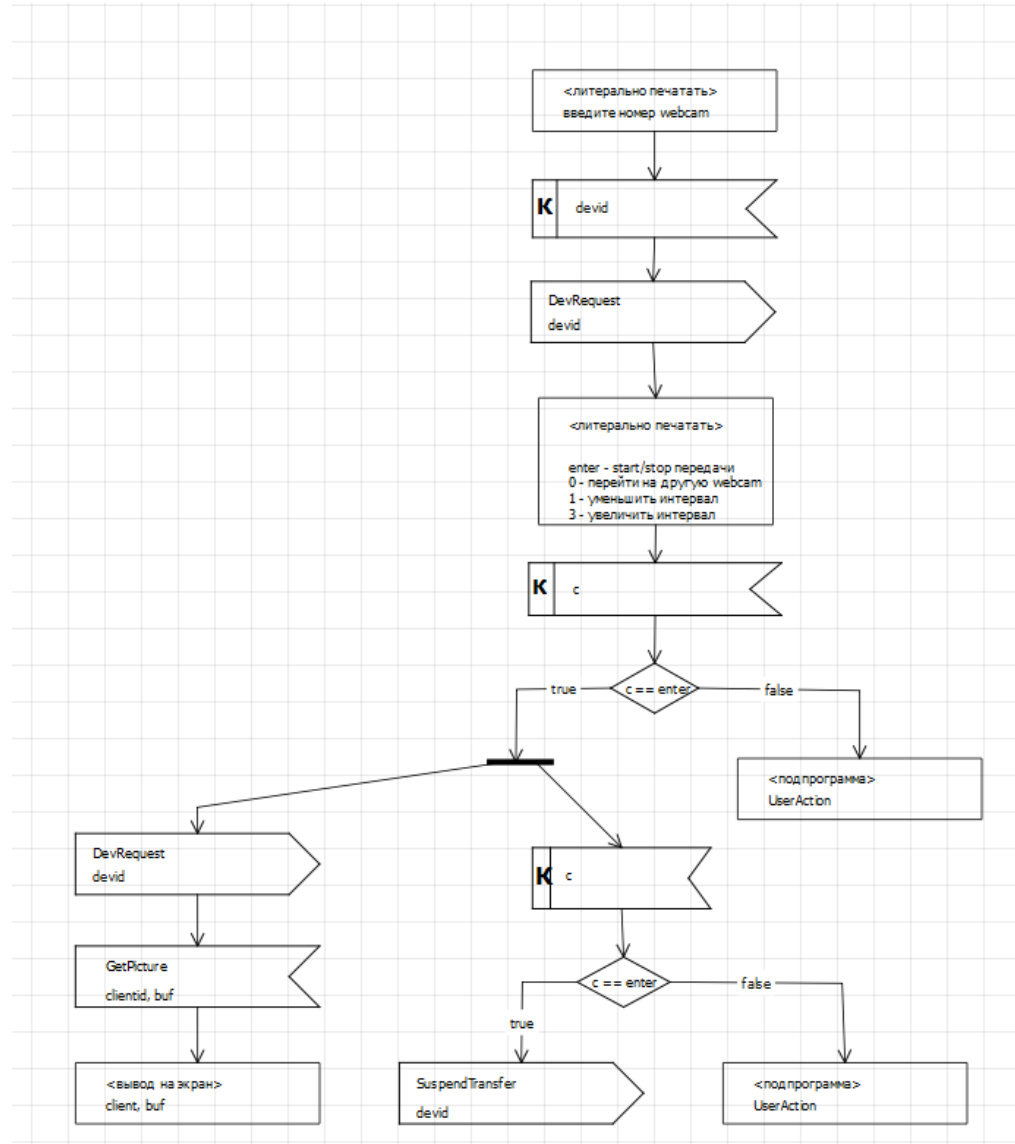 <литерально печатать>
введите номер webcam
K devid
DevRequest
devid
<литерально печатать>
enter - start/stop передачи
0 - перейти на другую webcam
1 - уменьшить интервал
3 - увеличить интервал
K c
true c == enter false
<подпрограмма>
UserAction
DevRequest
devid
K c
GetPicture
clientid, buf
c == enter false
true
<вывод на экран>
client, buf
SuspendTransfer
devid
<подпрограмма>
UserAction